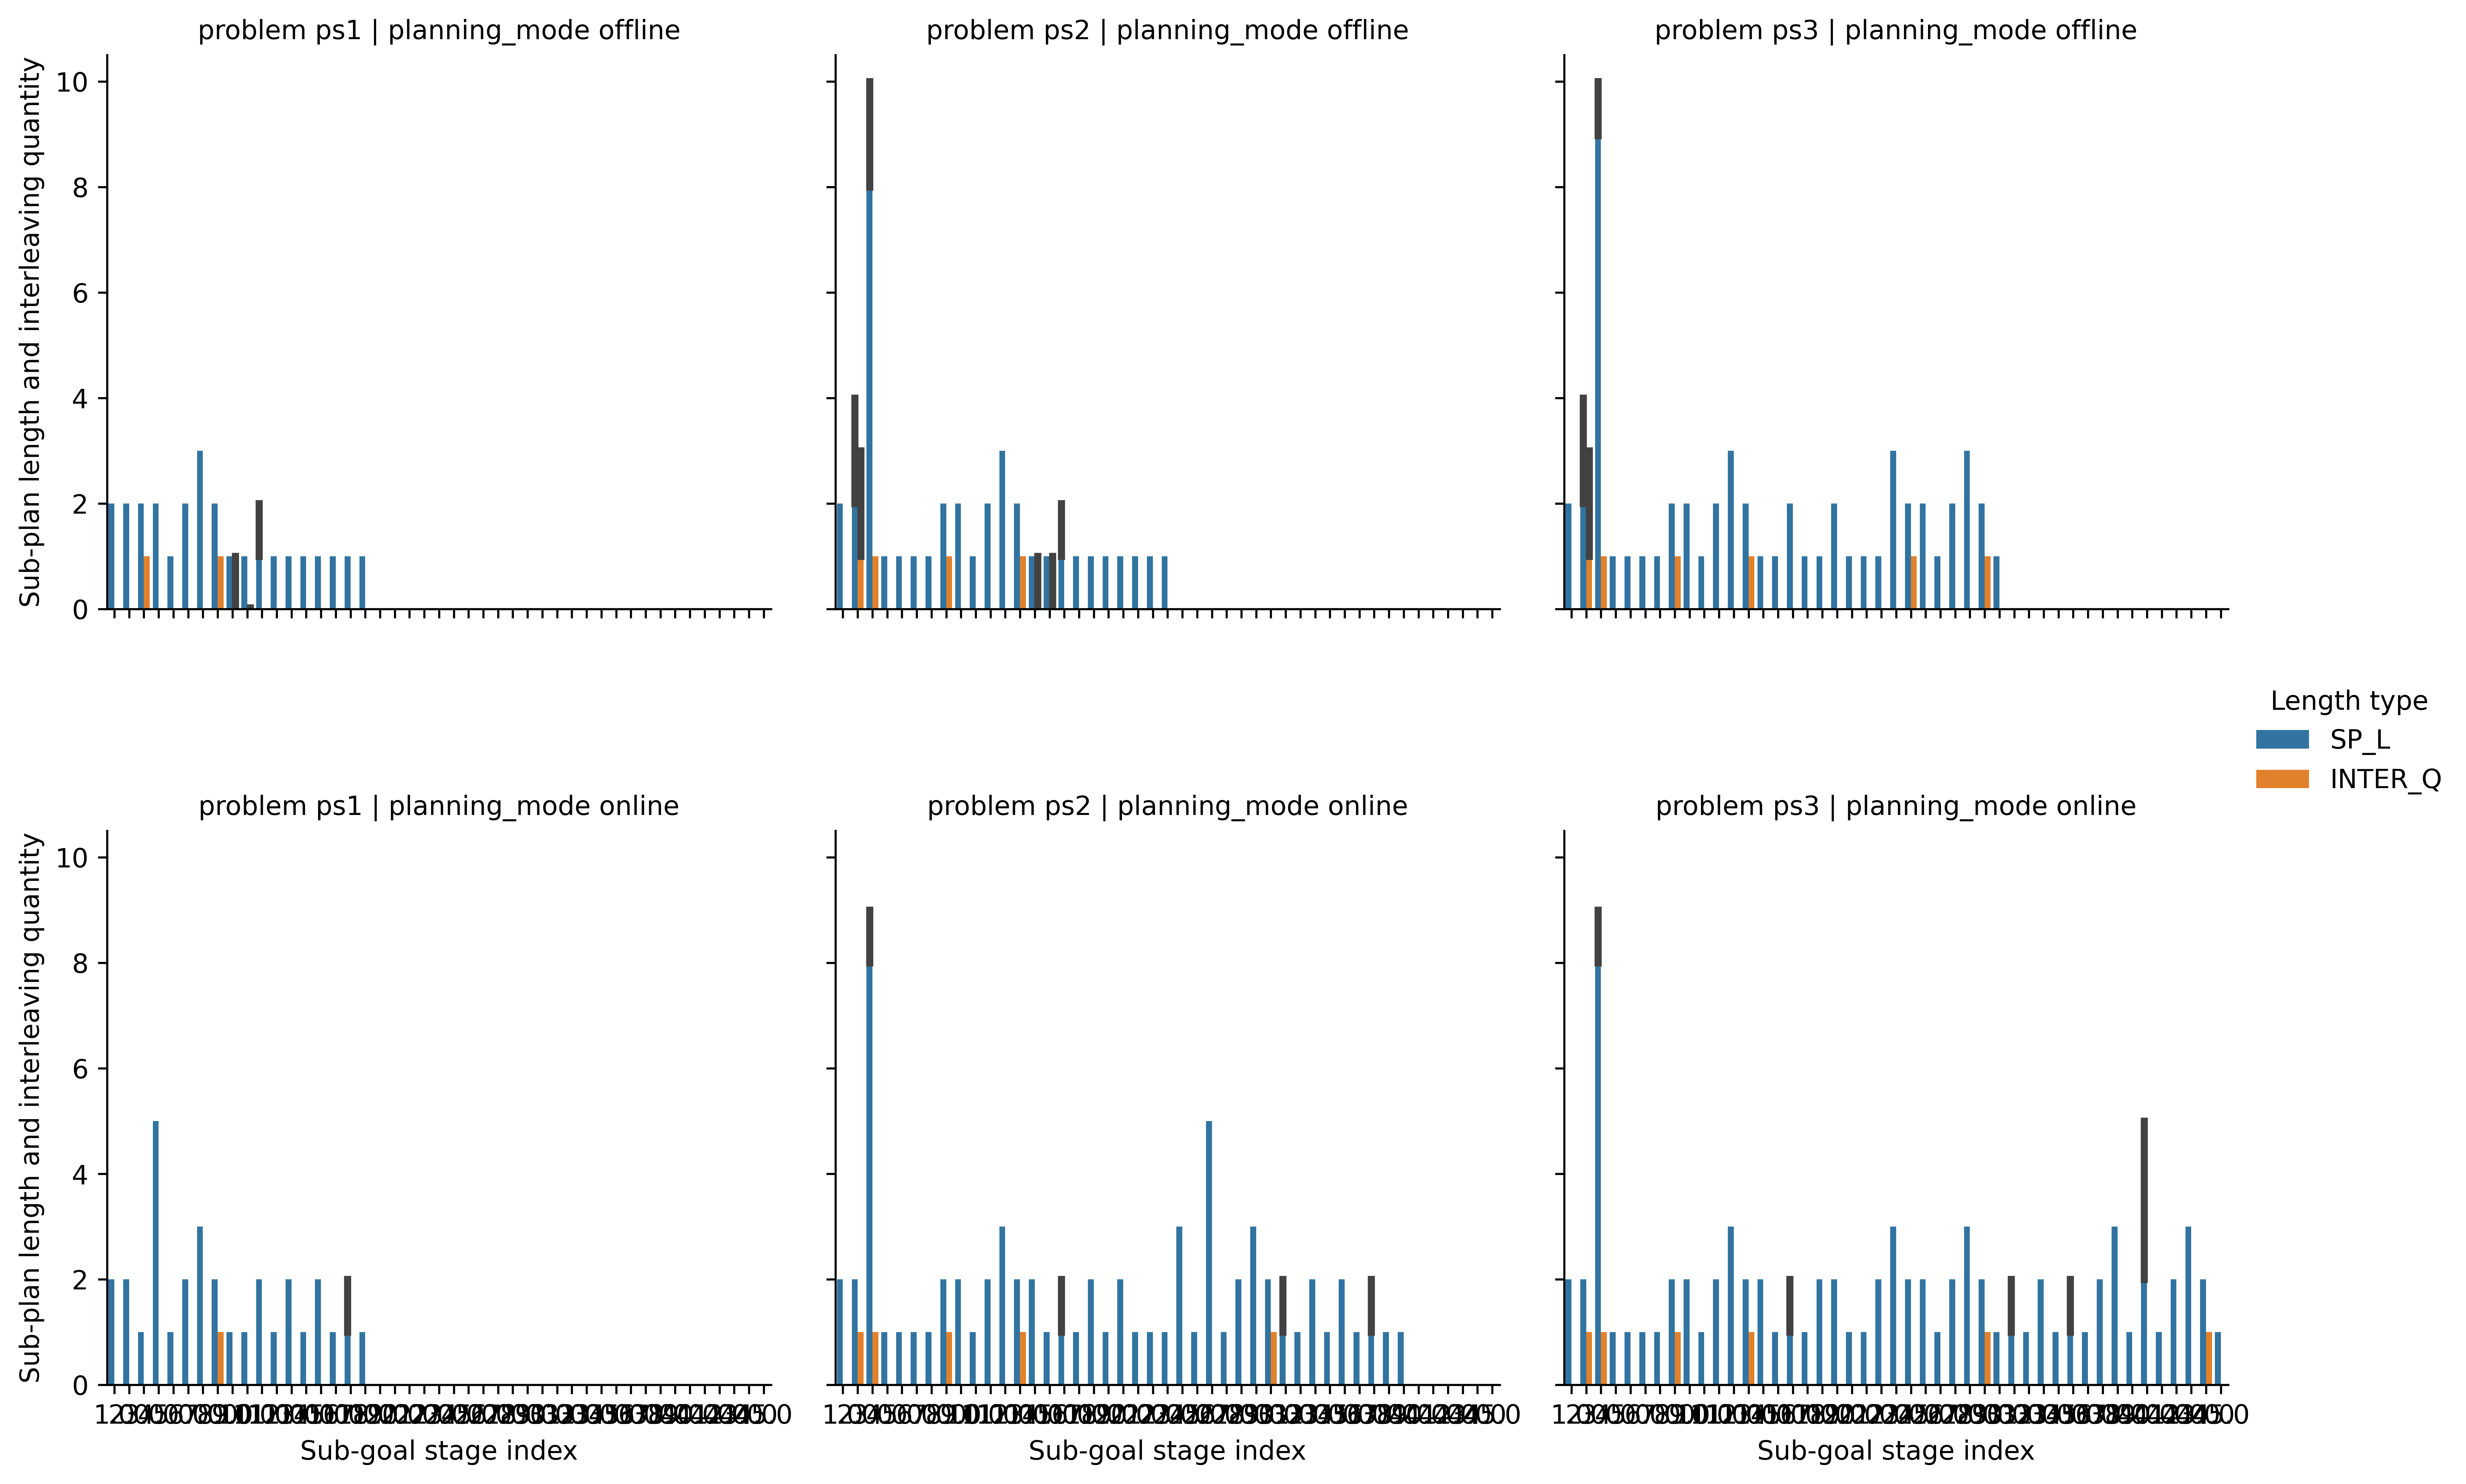 problem ps1 | planning_mode offline
problem ps2 | planning_mode offline
problem ps3 | planning_mode offline
Sub-plan length and interleaving quantity
10
8
6
4
2
0
Length type
SP_L
INTER_Q
problem ps1 | planning_mode online
problem ps2 | planning_mode online
problem ps3 | planning_mode online
Sub-plan length and interleaving quantity
10
8
6
4
2
0
Sub-goal stage index
Sub-goal stage index
Sub-goal stage index